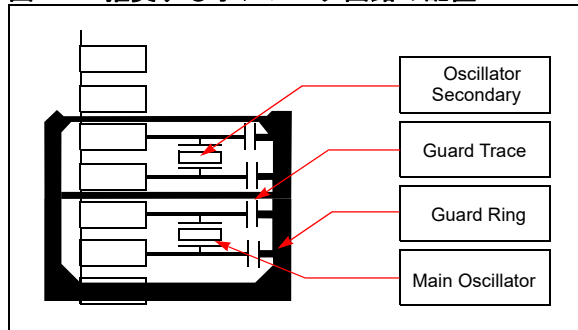 Oscillator
Secondary
Guard Trace
Guard Ring
Main Oscillator